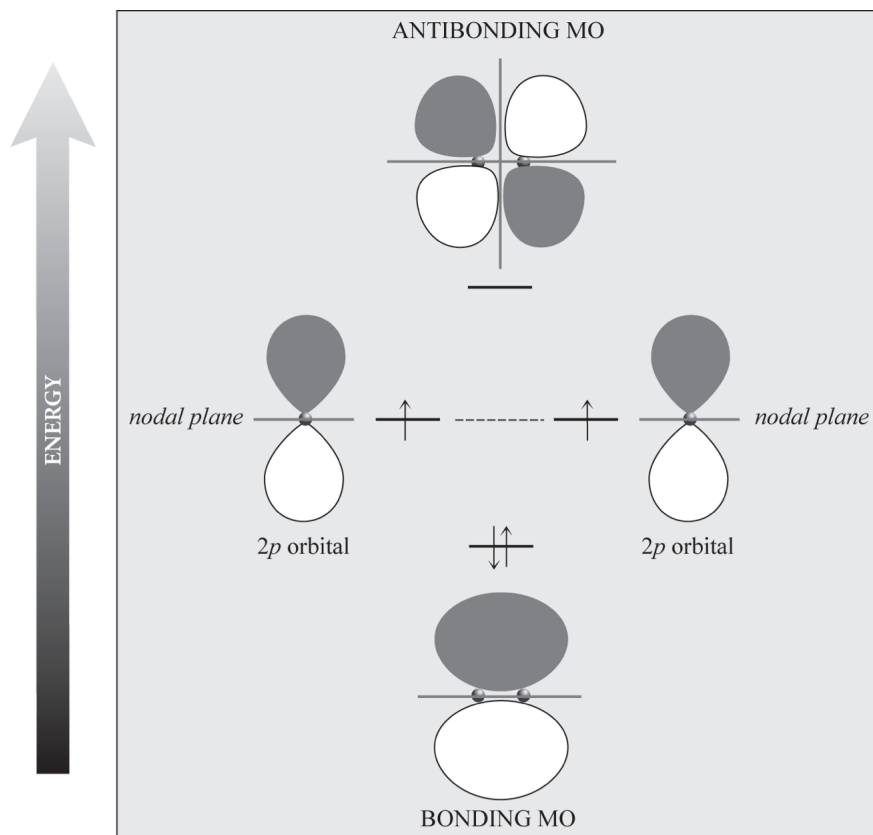 ANTIBONDING MO
ENERGY
nodal plane
nodal plane
2p orbital
2p orbital
BONDING MO